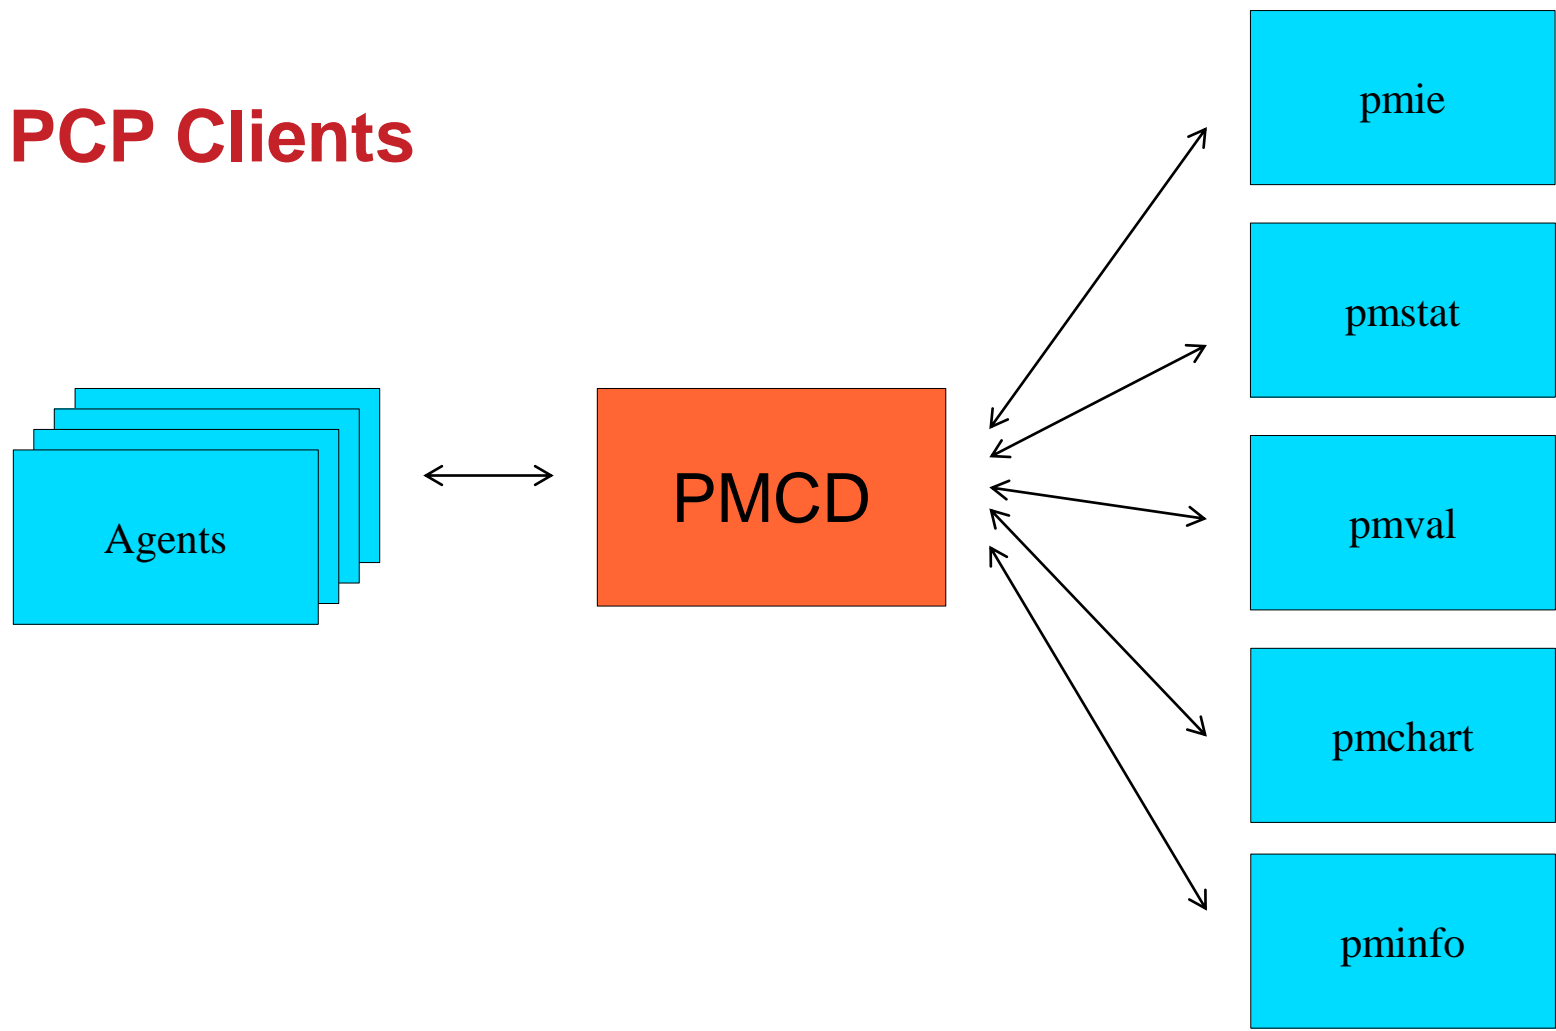 PCP Clients
Agents
PMCD
pmie
pmstat
pmval
pmchart
pminfo